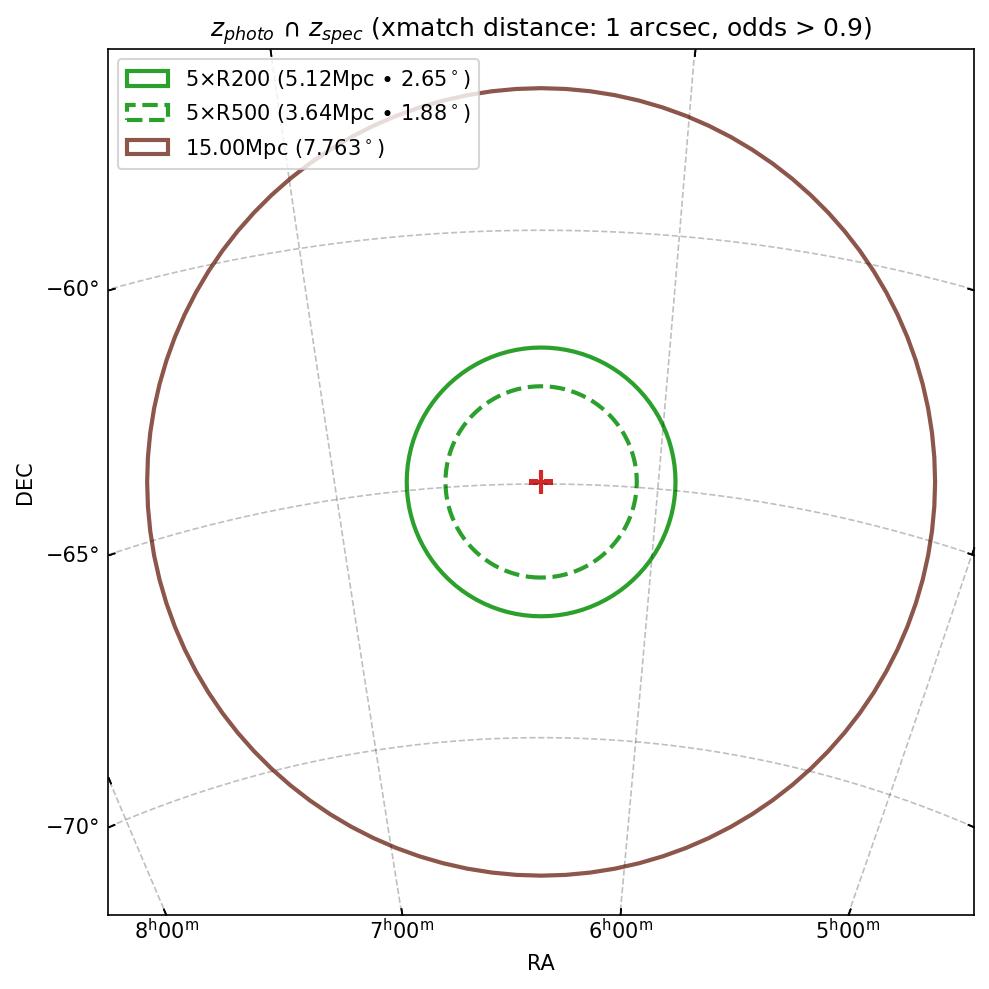 z_photo ∩ z_spec (xmatch distance: 1 arcsec, odds > 0.9)
5×R200 (5.12Mpc • 2.65°)
5×R500 (3.64Mpc • 1.88°)
15.00Mpc (7.763°)
−60°
−65°
−70°
DEC
8ʰ00ᵐ 7ʰ00ᵐ 6ʰ00ᵐ 5ʰ00ᵐ
RA